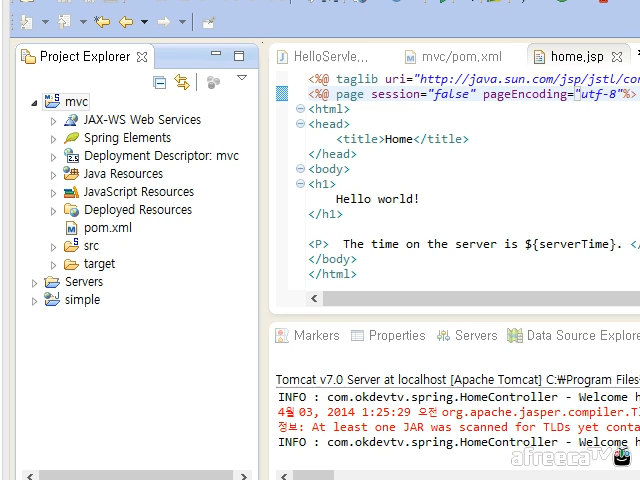 Project Explorer
mvc
JAX-WS Web Services
Spring Elements
Deployment Descriptor: mvc
Java Resources
JavaScript Resources
Deployed Resources
pom.xml
src
target
Servers
simple
HelloServle... mvc/pom.xml home.jsp
<%@ taglib uri="http://java.sun.com/jsp/jstl/cor
<%@ page session="false" pageEncoding="utf-8"%>
<html>
<head>
<title>Home</title>
</head>
<body>
<h1>
Hello world!
</h1>
<P>  The time on the server is ${serverTime}. </
</body>
</html>
Markers Properties Servers Data Source Explore
Tomcat v7.0 Server at localhost [Apache Tomcat] C:₩Program Files
INFO : com.okdevtv.spring.HomeController - Welcome h
4월 03, 2014 1:25:29 오전 org.apache.jasper.compiler.Tl
정보: At least one JAR was scanned for TLDs yet conta
INFO : com.okdevtv.spring.HomeController - Welcome h
afreecaTV